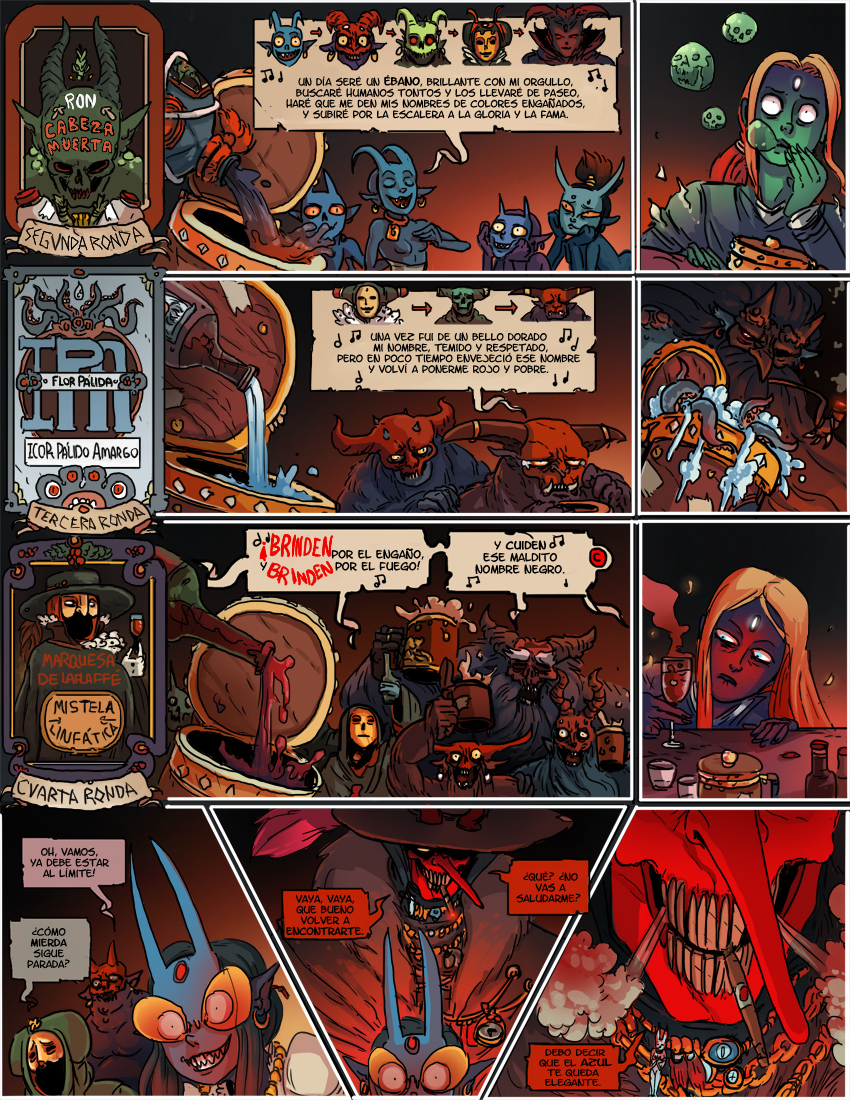 RON
CABEZA
MUERTA
SEGUNDA RONDA
UN DÍA SERÉ UN ÉBANO, BRILLANTE CON MI ORGULLO,
BUSCARÉ HUMANOS TONTOS Y LOS LLEVARÉ DE PASEO,
HARÉ QUE ME DEN MIS NOMBRES DE COLORES ENGAÑADOS,
Y SUBIRÉ POR LA ESCALERA A LA GLORIA Y LA FAMA.
FLOR PÁLIDA
ICOR PÁLIDO AMARGO
TERCERA RONDA
UNA VEZ FUI DE UN BELLO DORADO
MI NOMBRE, TEMIDO Y RESPETADO,
PERO EN POCO TIEMPO ENVEJECIÓ ESE NOMBRE
Y VOLVÍ A PONERME ROJO Y POBRE.
MARQUESA
DE LARAFFE
MISTELA
LINFÁTICA
CVARTA RONDA
¡BRINDEN POR EL ENGAÑO,
Y BRINDEN POR EL FUEGO!
Y CUIDEN
ESE MALDITO
NOMBRE NEGRO.
C
OH, VAMOS,
YA DEBE ESTAR
AL LÍMITE!
¿CÓMO
MIERDA
SIGUE
PARADA?
VAYA, VAYA,
QUE BUENO
VOLVER A
ENCONTRARTE.
¿QUÉ? ¿NO
VAS A
SALUDARME?
DEBO DECIR
QUE EL AZUL
TE QUEDA
ELEGANTE.